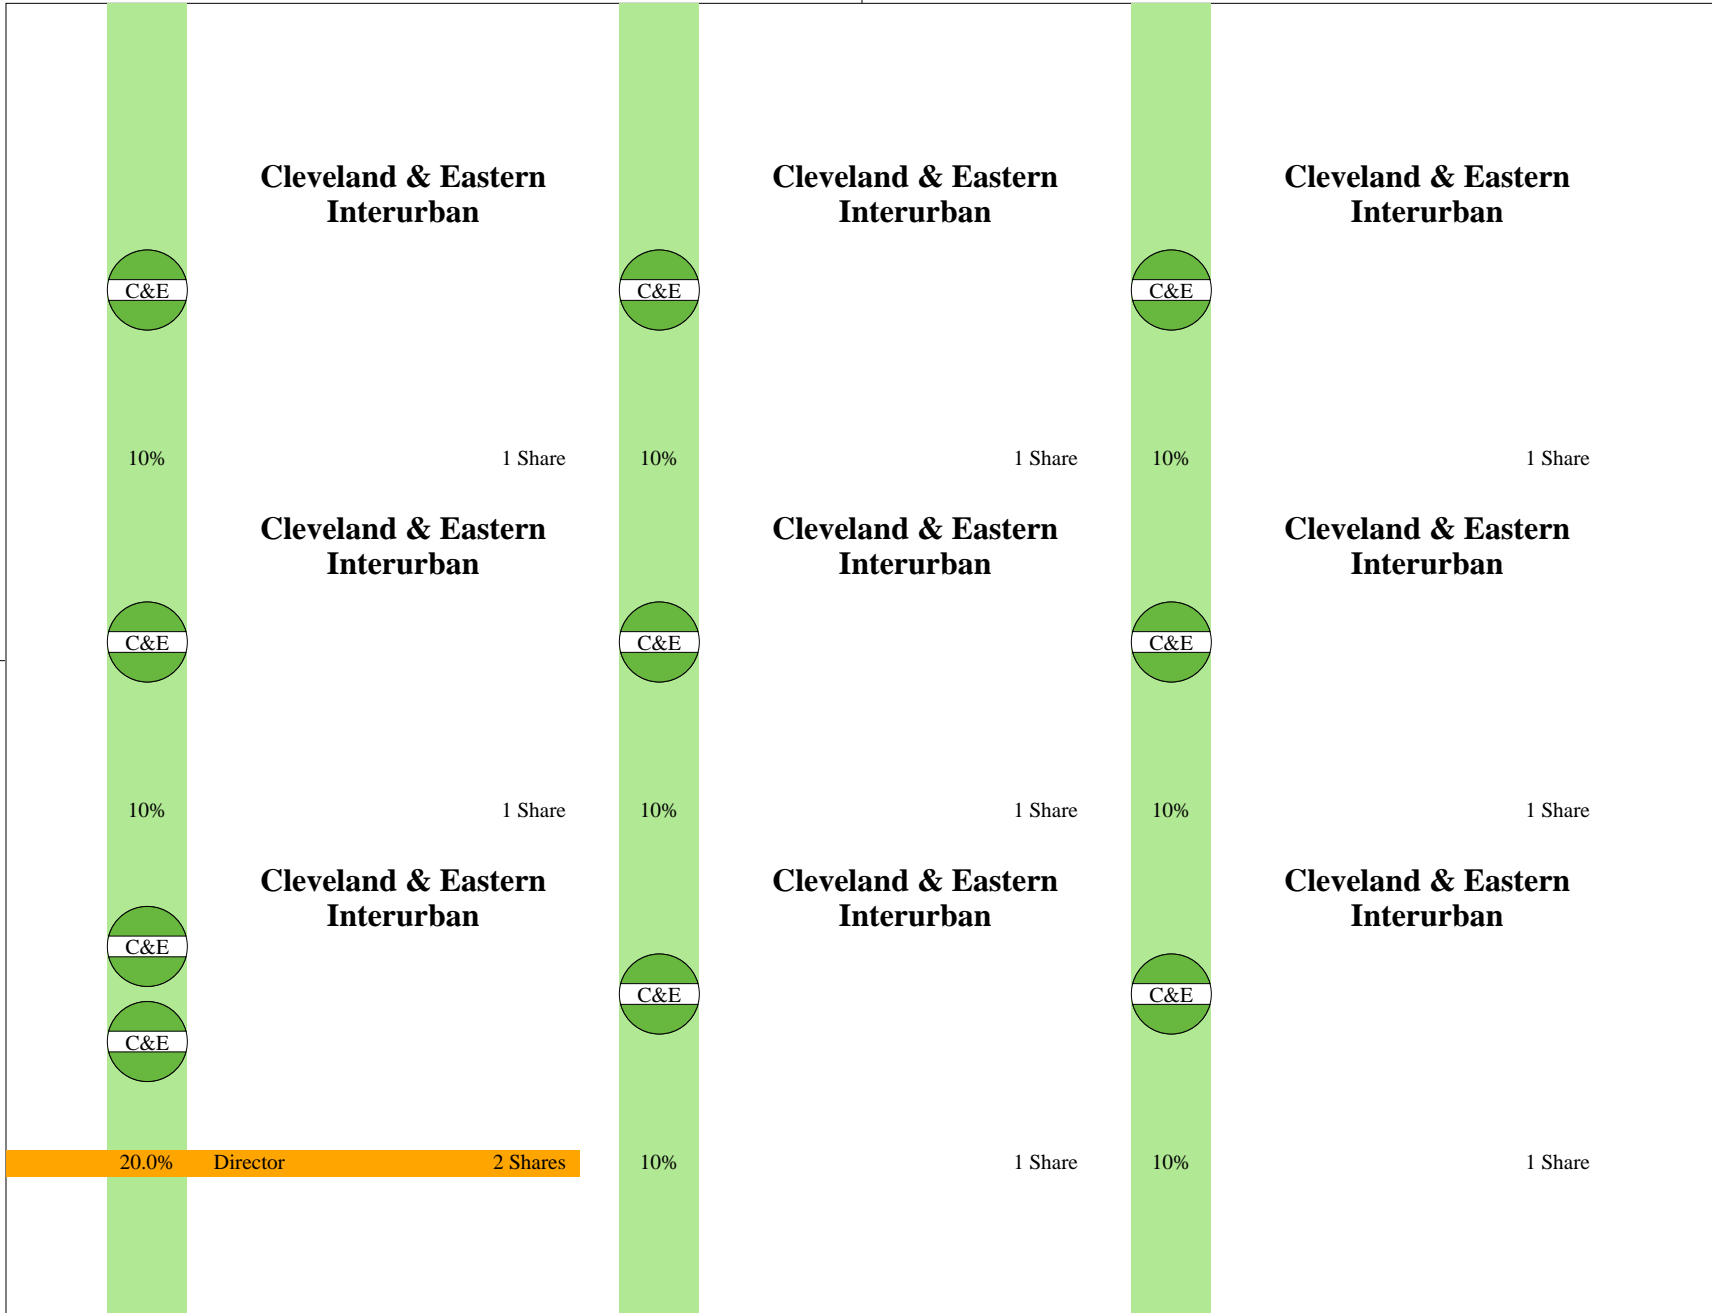 Cleveland & Eastern
Interurban
C&E
10%
1 Share
Cleveland & Eastern
Interurban
C&E
10%
1 Share
Cleveland & Eastern
Interurban
C&E
10%
1 Share
Cleveland & Eastern
Interurban
C&E
10%
1 Share
Cleveland & Eastern
Interurban
C&E
10%
1 Share
Cleveland & Eastern
Interurban
C&E
10%
1 Share
Cleveland & Eastern
Interurban
C&E
C&E
20.0% Director 2 Shares
Cleveland & Eastern
Interurban
C&E
10%
1 Share
Cleveland & Eastern
Interurban
C&E
10%
1 Share